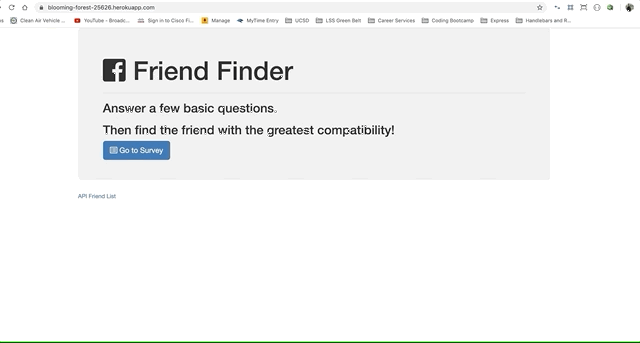 blooming-forest-25626.herokuapp.com
Clean Air Vehicle ... YouTube - Broadc... Sign in to Cisco Fi... Manage MyTime Entry UCSD LSS Green Belt Career Services Coding Bootcamp Express Handlebars and R...
Friend Finder
Answer a few basic questions.
Then find the friend with the greatest compatibility!
Go to Survey
API Friend List